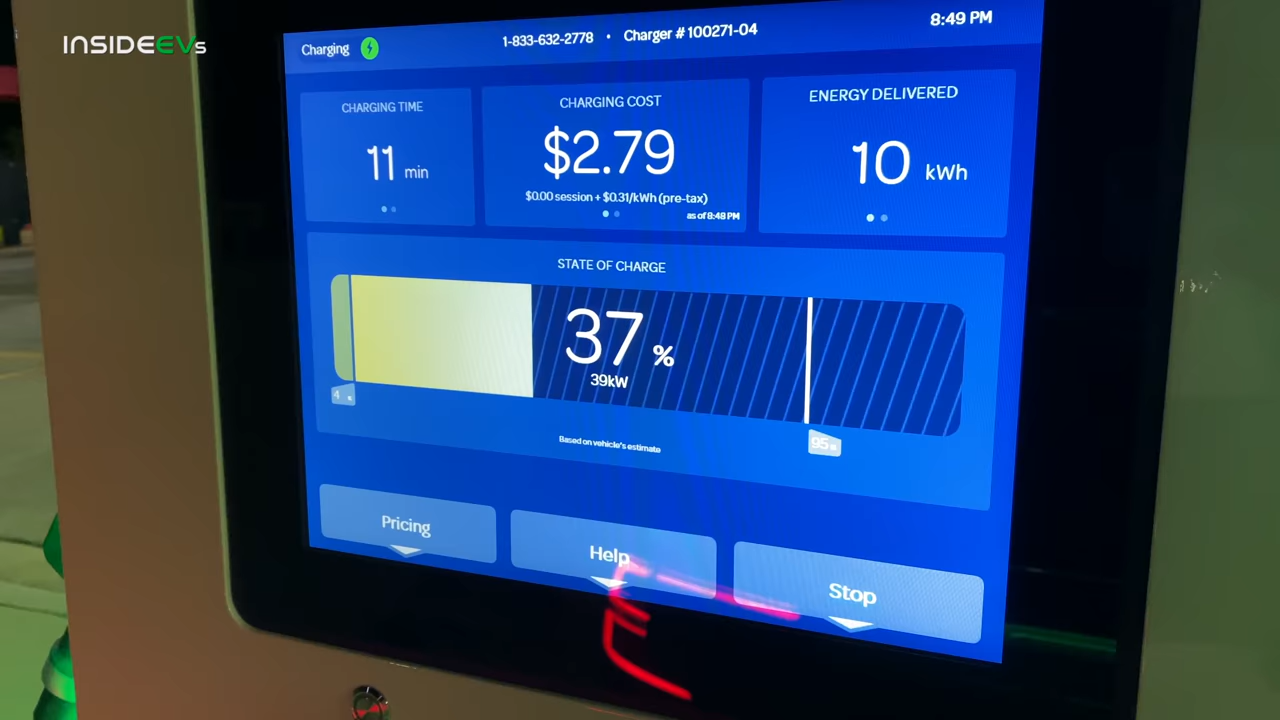 INSIDEEVs
Charging
1-833-632-2778 • Charger # 100271-04
8:49 PM
CHARGING TIME
11 min
CHARGING COST
$2.79
$0.00 session + $0.31/kWh (pre-tax)
as of 8:48 PM
ENERGY DELIVERED
10 kWh
STATE OF CHARGE
37 %
39kW
4 %
95 %
Based on vehicle's estimate
Pricing
Help
Stop